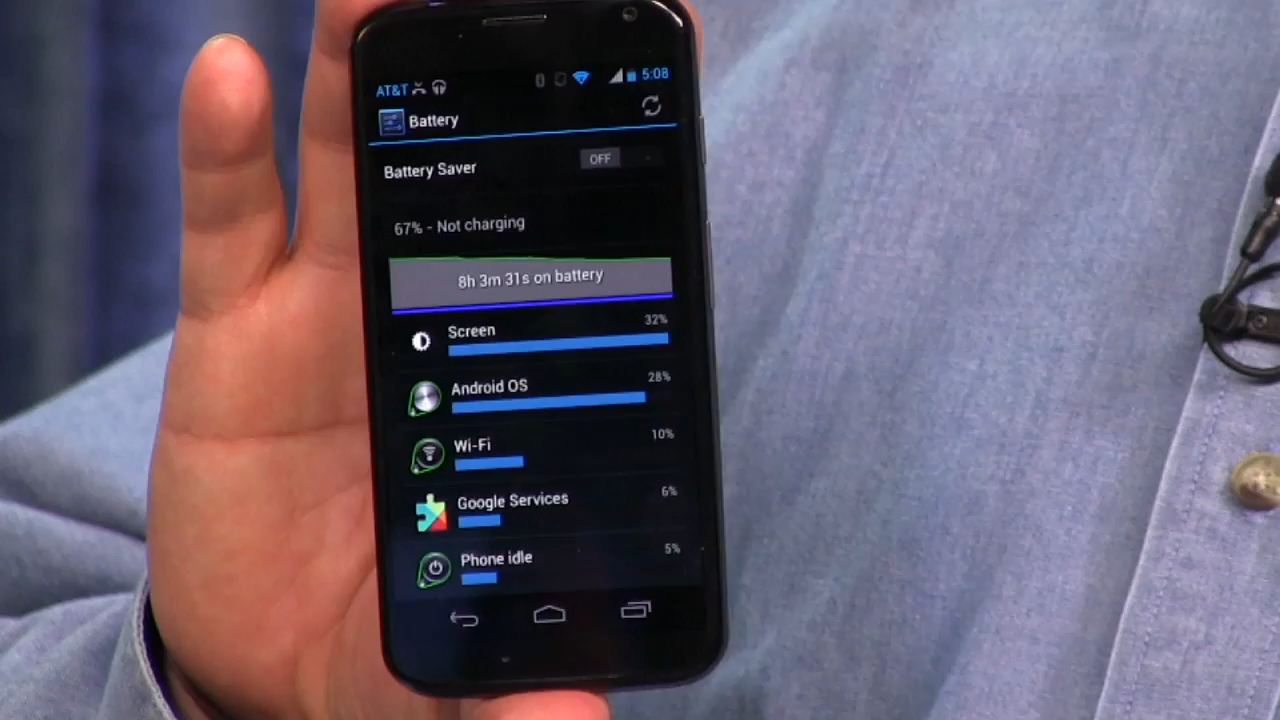 AT&T 5:08
Battery
Battery Saver OFF
67% - Not charging
8h 3m 31s on battery
Screen 32%
Android OS 28%
Wi-Fi 10%
Google Services 6%
Phone idle 5%